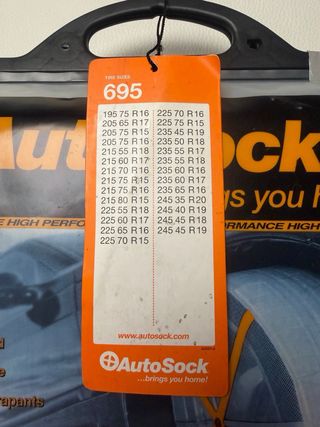 TIRE SIZES
695
195 75 R16
205 65 R17
205 75 R15
205 75 R16
215 55 R18
215 60 R17
215 70 R16
215 75 R15
215 75 R16
215 80 R15
225 55 R18
225 60 R17
225 65 R16
225 70 R15
225 70 R16
225 75 R15
235 45 R19
235 50 R18
235 55 R17
235 55 R18
235 60 R16
235 60 R17
235 65 R16
245 35 R20
245 40 R19
245 45 R18
245 45 R19
www.autosock.com
AutoSock
...brings you home!
AutoSock
ngs you h
E HIGH PERFO
ORMANCE HIGH
rapants